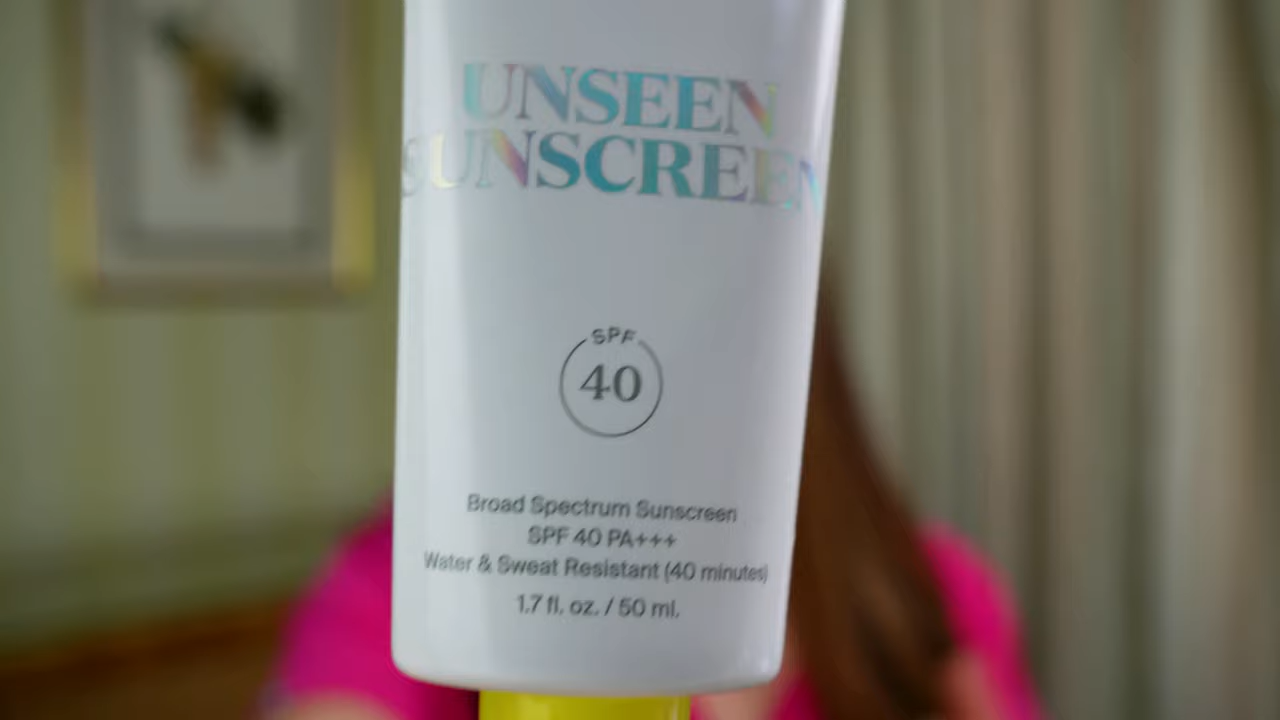 UNSEEN
SUNSCREEN
SPF
40
Broad Spectrum Sunscreen
SPF 40 PA+++
Water & Sweat Resistant (40 minutes)
1.7 fl. oz. / 50 ml.